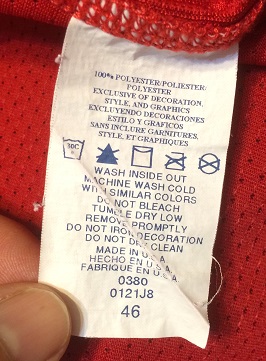 100% POLYESTER/POLIESTER
POLYESTER
EXCLUSIVE OF DECORATION,
STYLE, AND GRAPHICS
EXCLUYENDO DECORACIONES
ESTILO Y GRAFICOS
SANS INCLURE GARNITURES,
STYLE, ET GRAPHIQUES
30C
WASH INSIDE OUT
MACHINE WASH COLD
WITH SIMILAR COLORS
DO NOT BLEACH
TUMBLE DRY LOW
REMOVE PROMPTLY
DO NOT IRON DECORATION
DO NOT DRY CLEAN
MADE IN U.S.A.
HECHO EN E.U.A.
FABRIQUE EN E.U.
0380
0121J8
46